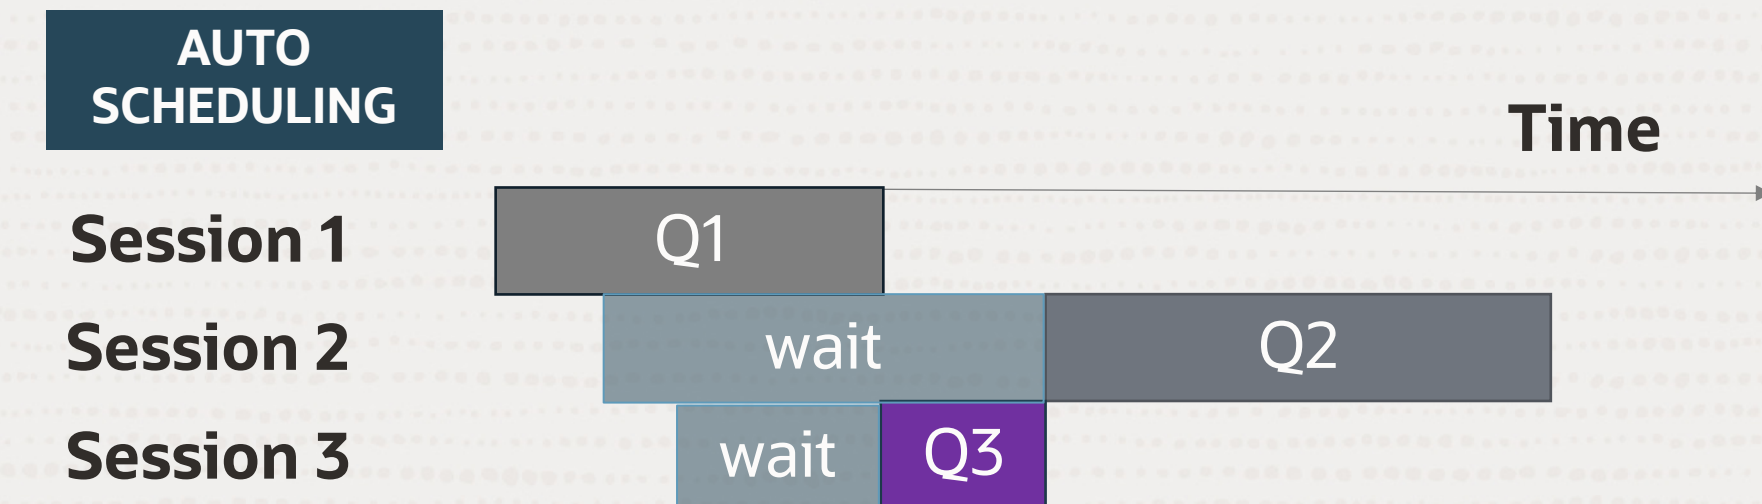 AUTO
SCHEDULING
Time
Session 1
Q1
Session 2
wait
Q2
Session 3
wait
Q3